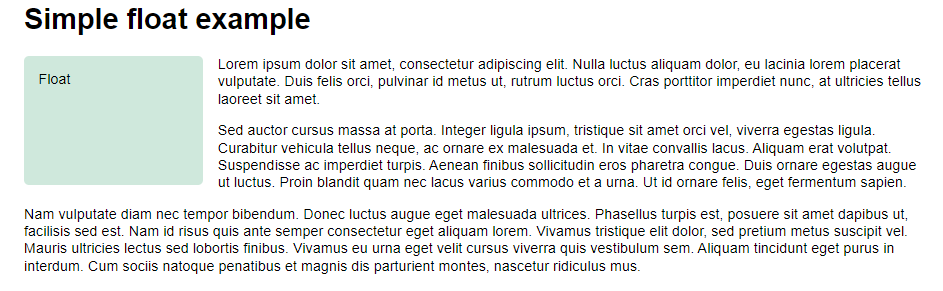 Simple float example
Float
Lorem ipsum dolor sit amet, consectetur adipiscing elit. Nulla luctus aliquam dolor, eu lacinia lorem placerat
vulputate. Duis felis orci, pulvinar id metus ut, rutrum luctus orci. Cras porttitor imperdiet nunc, at ultricies tellus
laoreet sit amet.
Sed auctor cursus massa at porta. Integer ligula ipsum, tristique sit amet orci vel, viverra egestas ligula.
Curabitur vehicula tellus neque, ac ornare ex malesuada et. In vitae convallis lacus. Aliquam erat volutpat.
Suspendisse ac imperdiet turpis. Aenean finibus sollicitudin eros pharetra congue. Duis ornare egestas augue
ut luctus. Proin blandit quam nec lacus varius commodo et a urna. Ut id ornare felis, eget fermentum sapien.
Nam vulputate diam nec tempor bibendum. Donec luctus augue eget malesuada ultrices. Phasellus turpis est, posuere sit amet dapibus ut,
facilisis sed est. Nam id risus quis ante semper consectetur eget aliquam lorem. Vivamus tristique elit dolor, sed pretium metus suscipit vel.
Mauris ultricies lectus sed lobortis finibus. Vivamus eu urna eget velit cursus viverra quis vestibulum sem. Aliquam tincidunt eget purus in
interdum. Cum sociis natoque penatibus et magnis dis parturient montes, nascetur ridiculus mus.